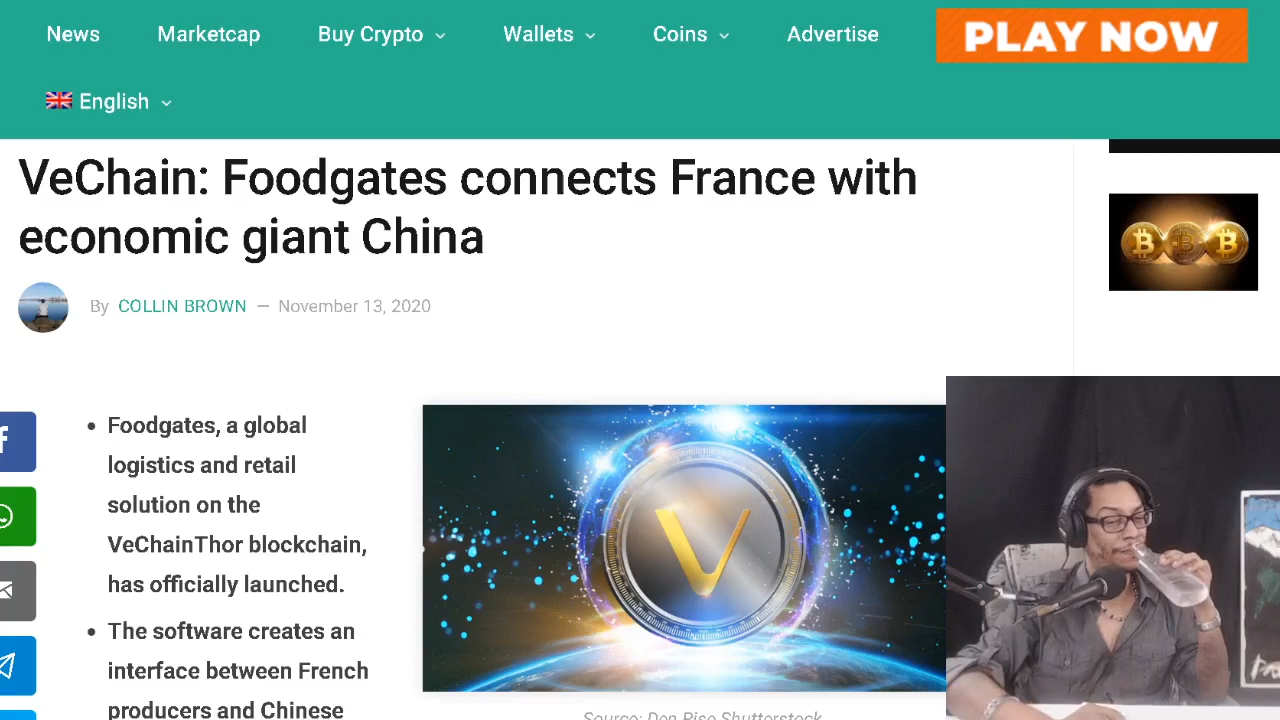 News Marketcap Buy Crypto Wallets Coins Advertise PLAY NOW
English
VeChain: Foodgates connects France with
economic giant China
By COLLIN BROWN — November 13, 2020
Foodgates, a global
logistics and retail
solution on the
VeChainThor blockchain,
has officially launched.
The software creates an
interface between French
producers and Chinese
Source: Den Rise Shutterstock